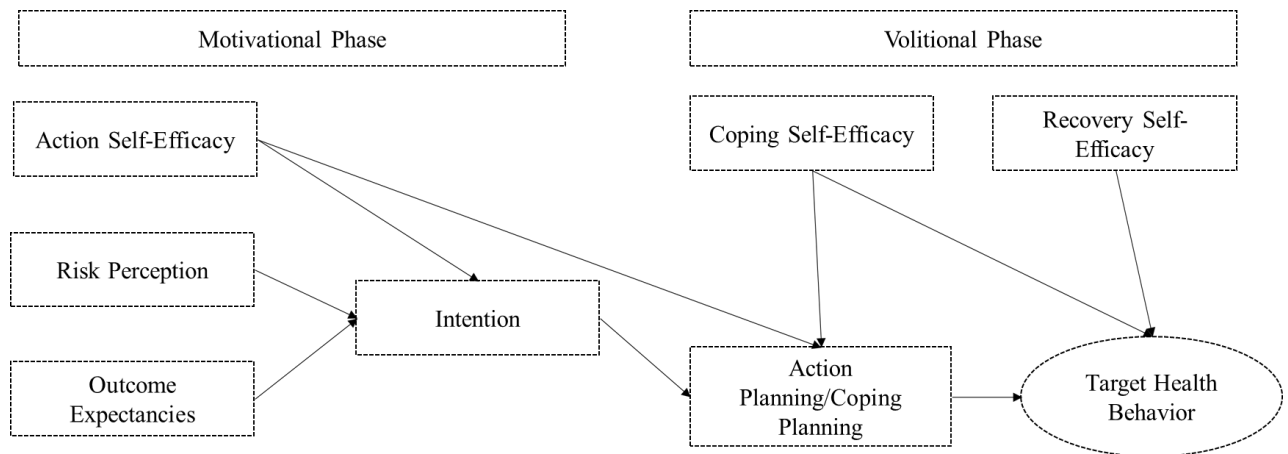 Motivational Phase
Volitional Phase
Action Self-Efficacy
Coping Self-Efficacy
Recovery Self-
Efficacy
Risk Perception
Intention
Outcome
Expectancies
Action
Planning/Coping
Planning
Target Health
Behavior